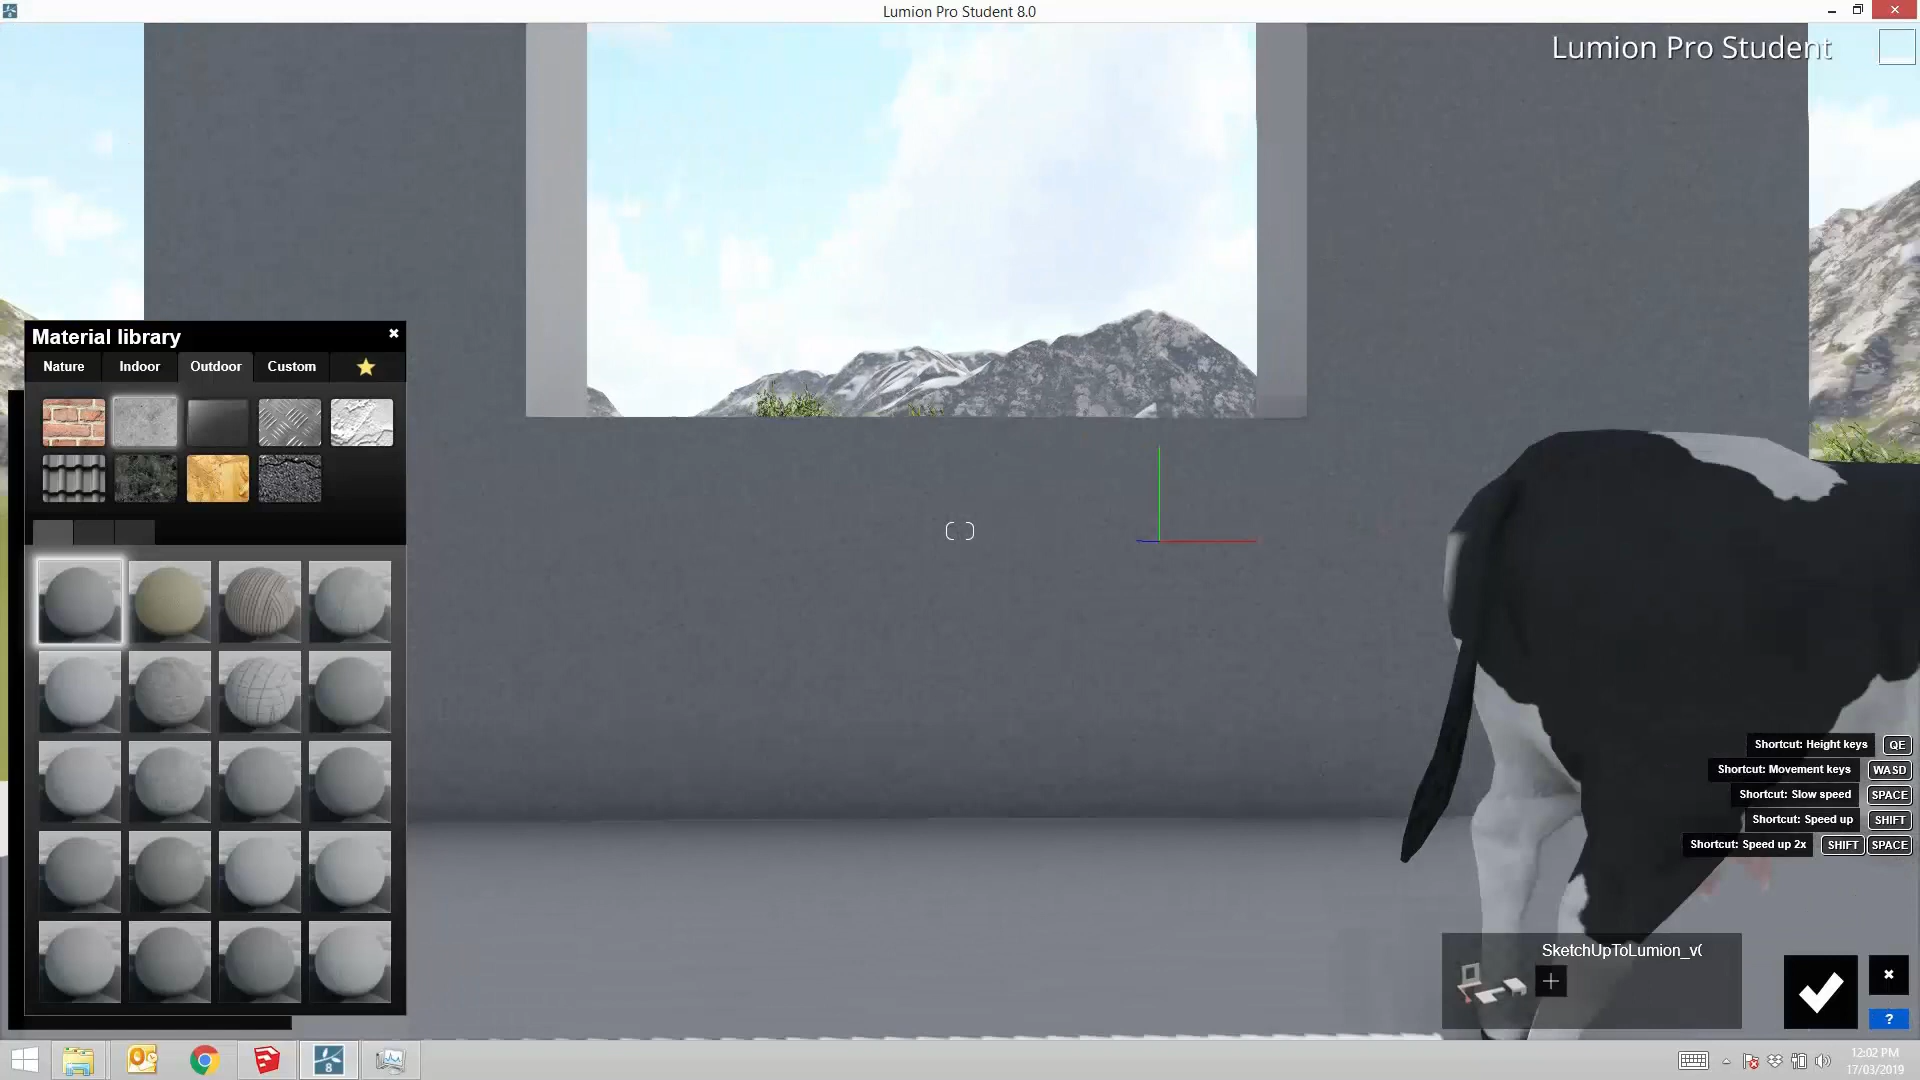 Lumion Pro Student 8.0
Lumion Pro Student
Material library
Nature
Indoor
Outdoor
Custom
Shortcut: Height keys QE
Shortcut: Movement keys WASD
Shortcut: Slow speed SPACE
Shortcut: Speed up SHIFT
Shortcut: Speed up 2x SHIFT SPACE
SketchUpToLumion_v(
?
8
12:02 PM
17/03/2019